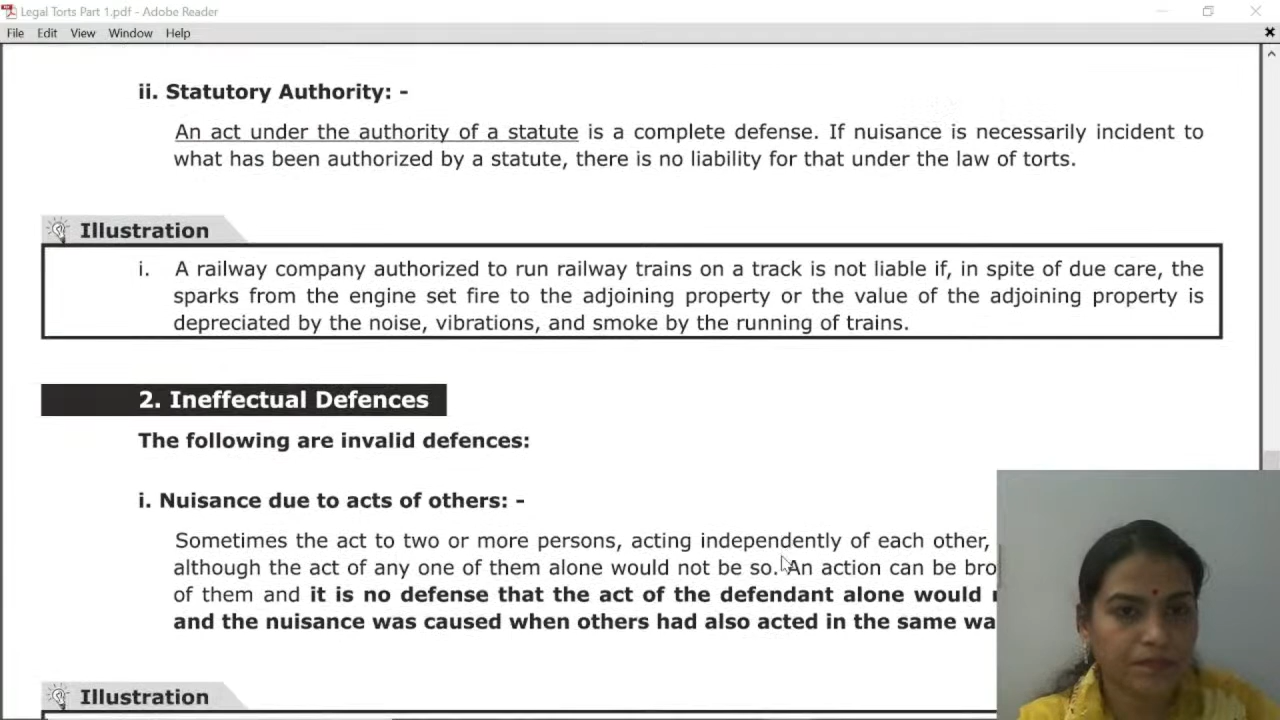 Legal Torts Part 1.pdf - Adobe Reader
File Edit View Window Help
ii. Statutory Authority: -
An act under the authority of a statute is a complete defense. If nuisance is necessarily incident to
what has been authorized by a statute, there is no liability for that under the law of torts.
Illustration
i. A railway company authorized to run railway trains on a track is not liable if, in spite of due care, the
sparks from the engine set fire to the adjoining property or the value of the adjoining property is
depreciated by the noise, vibrations, and smoke by the running of trains.
2. Ineffectual Defences
The following are invalid defences:
i. Nuisance due to acts of others: -
Sometimes the act to two or more persons, acting independently of each other,
although the act of any one of them alone would not be so. An action can be
of them and it is no defense that the act of the defendant alone would
and the nuisance was caused when others had also acted in the same
Illustration